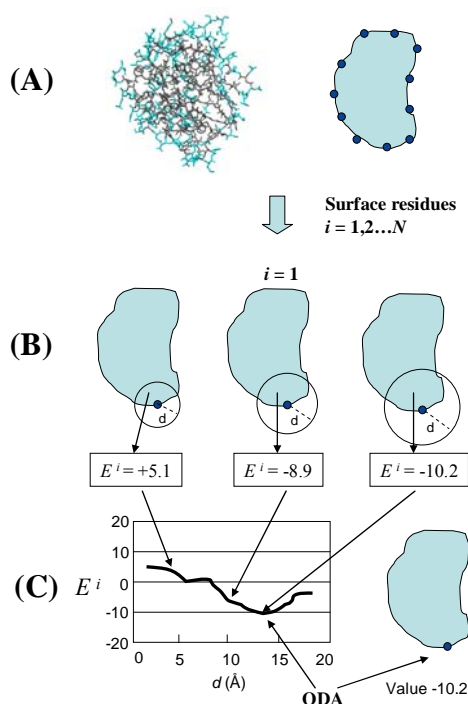 (A)
Surface residues
i = 1,2…N
i = 1
(B)
d
d
d
E i = +5.1
E i = -8.9
E i = -10.2
(C)
E i
20
10
0
-10
-20
0
5
10
15
20
d (Å)
ODA
Value -10.2